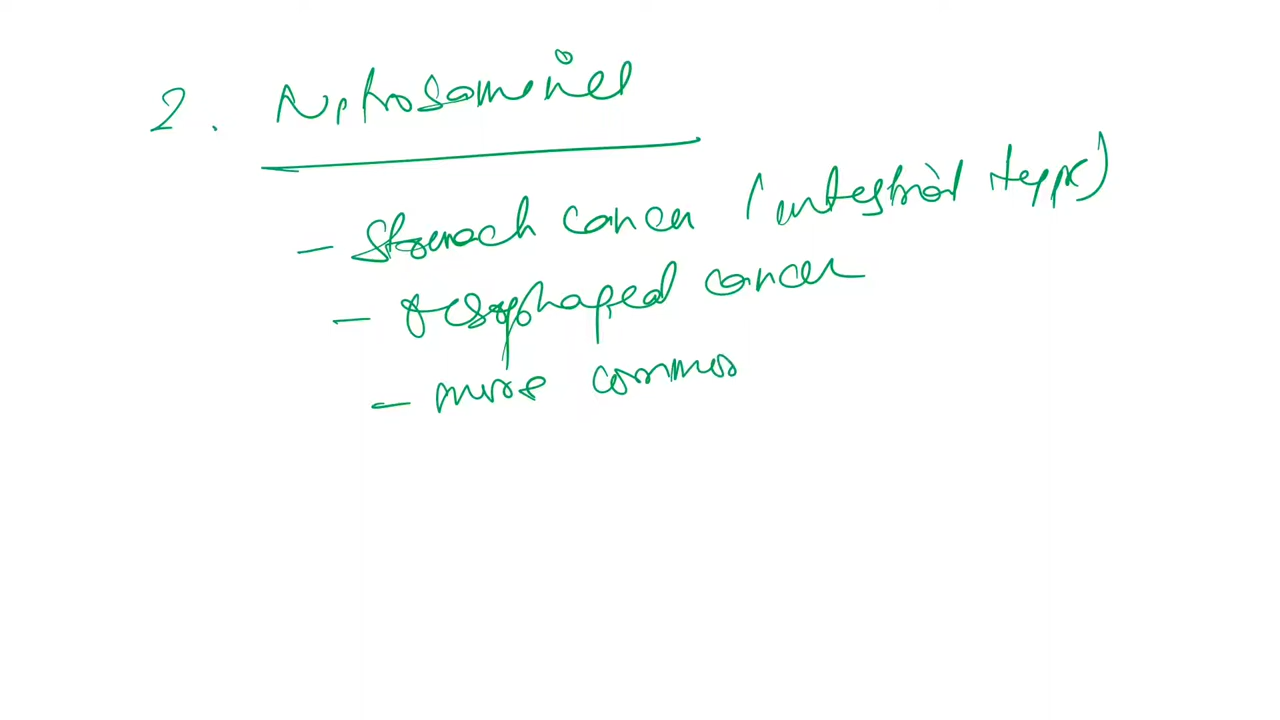 2. Nitrosamines
- Stomach cancer (intestinal type)
- Oesophageal cancer
- more common